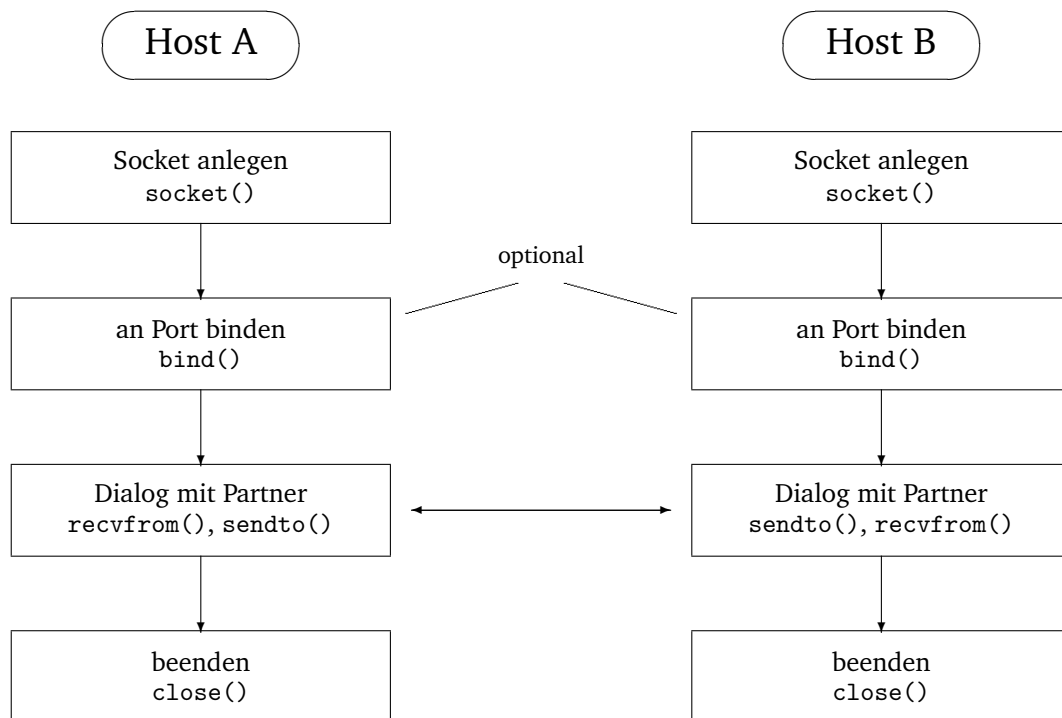 Host A
Host B
Socket anlegen
socket()
Socket anlegen
socket()
optional
an Port binden
bind()
an Port binden
bind()
Dialog mit Partner
recvfrom(), sendto()
Dialog mit Partner
sendto(), recvfrom()
beenden
close()
beenden
close()